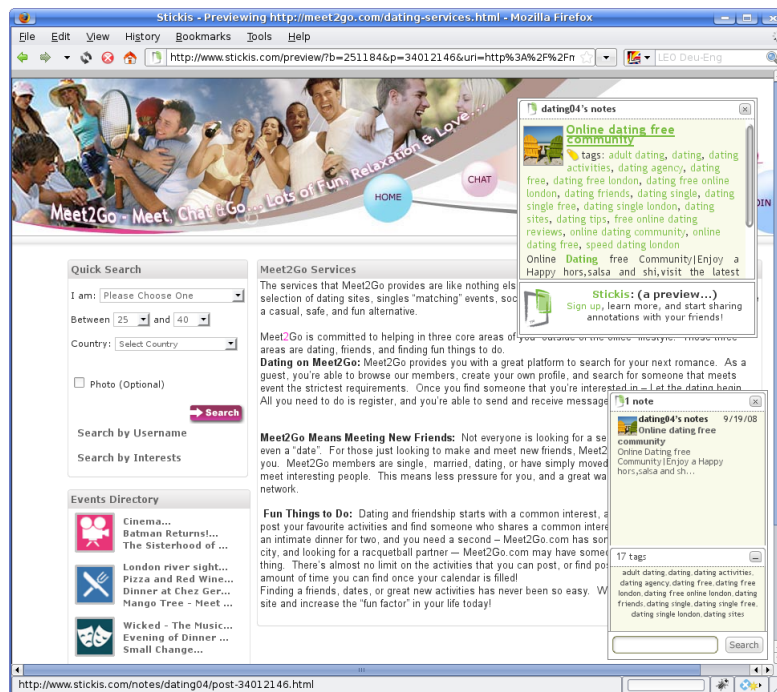 Stickis - Previewing http://meet2go.com/dating-services.html - Mozilla Firefox
File Edit View History Bookmarks Tools Help
http://www.stickis.com/preview/?b=251184&p=34012146&uri=http%3A%2F%2Fm
LEO Deu-Eng
Meet2Go - Meet, Chat &Go... Lots of Fun, Relaxation & Love...
HOME
CHAT
OIN
dating04's notes
Online dating free
community
tags: adult dating, dating, dating
activities, dating agency, dating
free, dating free london, dating free online
london, dating friends, dating single, dating
single free, dating single london, dating
sites, dating tips, free online dating
reviews, online dating community, online
dating free, speed dating london
Online Dating free Community|Enjoy a
Happy hors,salsa and shi,visit the latest
Stickis: (a preview...)
Sign up, learn more, and start sharing
annotations with your friends!
Quick Search
I am: Please Choose One
Between 25 and 40
Country: Select Country
Photo (Optional)
Search
Search by Username
Search by Interests
Events Directory
Cinema...
Batman Returns!...
The Sisterhood of ...
London river sight...
Pizza and Red Wine...
Dinner at Chez Ger...
Mango Tree - Meet ...
Wicked - The Music...
Evening of Dinner ...
Small Change...
Meet2Go Services
The services that Meet2Go provides are like nothing els
selection of dating sites, singles “matching” events, soc
a casual, safe, and fun alternative.
Meet2Go is committed to helping in three core areas of you “outside of the office” lifestyle. Those three
areas are dating, friends, and finding fun things to do.
Dating on Meet2Go: Meet2Go provides you with a great platform to search for your next romance. As a
guest, you’re able to browse our members, create your own profile, and search for someone that meets
event the strictest requirements. Once you find someone that you’re interested in – Let the dating begin.
All you need to do is register, and you’re able to send and receive message
Meet2Go Means Meeting New Friends: Not everyone is looking for a se
even a “date”. For those just looking to make and meet new friends, Meet2
you. Meet2Go members are single, married, dating, or have simply moved
meet interesting people. This means less pressure for you, and a great wa
network.
Fun Things to Do: Dating and friendship starts with a common interest, a
post your favourite activities and find someone who shares a common intere
an intimate dinner for two, and you need a second – Meet2Go.com has som
city, and looking for a racquetball partner — Meet2Go.com may have some
thing. There’s almost no limit on the activities that you can post, or find pos
amount of time you can find once your calendar is filled!
Finding a friends, dates, or great new activities has never been so easy. W
site and increase the “fun factor” in your life today!
1 note
dating04's notes 9/19/08
Online dating free
community
Online Dating free
Community|Enjoy a Happy
hors,salsa and sh...
17 tags
adult dating, dating, dating activities,
dating agency, dating free, dating free
london, dating free online london, dating
friends, dating single, dating single free,
dating single london, dating sites
Search
http://www.stickis.com/notes/dating04/post-34012146.html